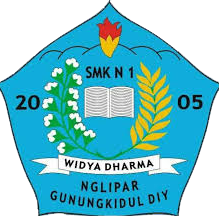 SMK N 1
20 05
WIDYA DHARMA
NGLIPAR
GUNUNGKIDUL DIY